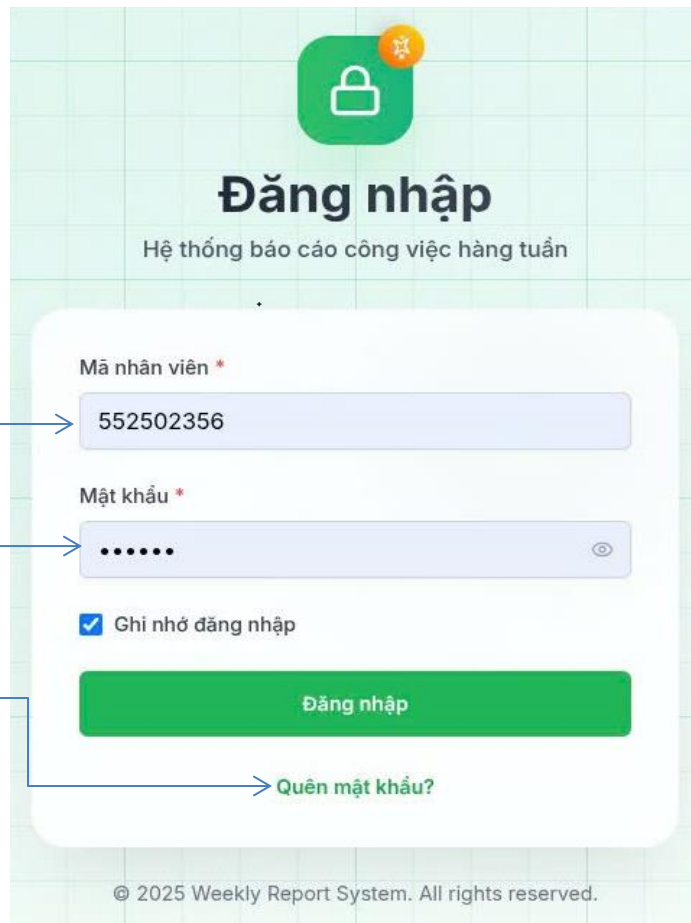 Đăng nhập
Hệ thống báo cáo công việc hàng tuần
Mã nhân viên *
552502356
Mật khẩu *
••••••
Ghi nhớ đăng nhập
Đăng nhập
Quên mật khẩu?
© 2025 Weekly Report System. All rights reserved.